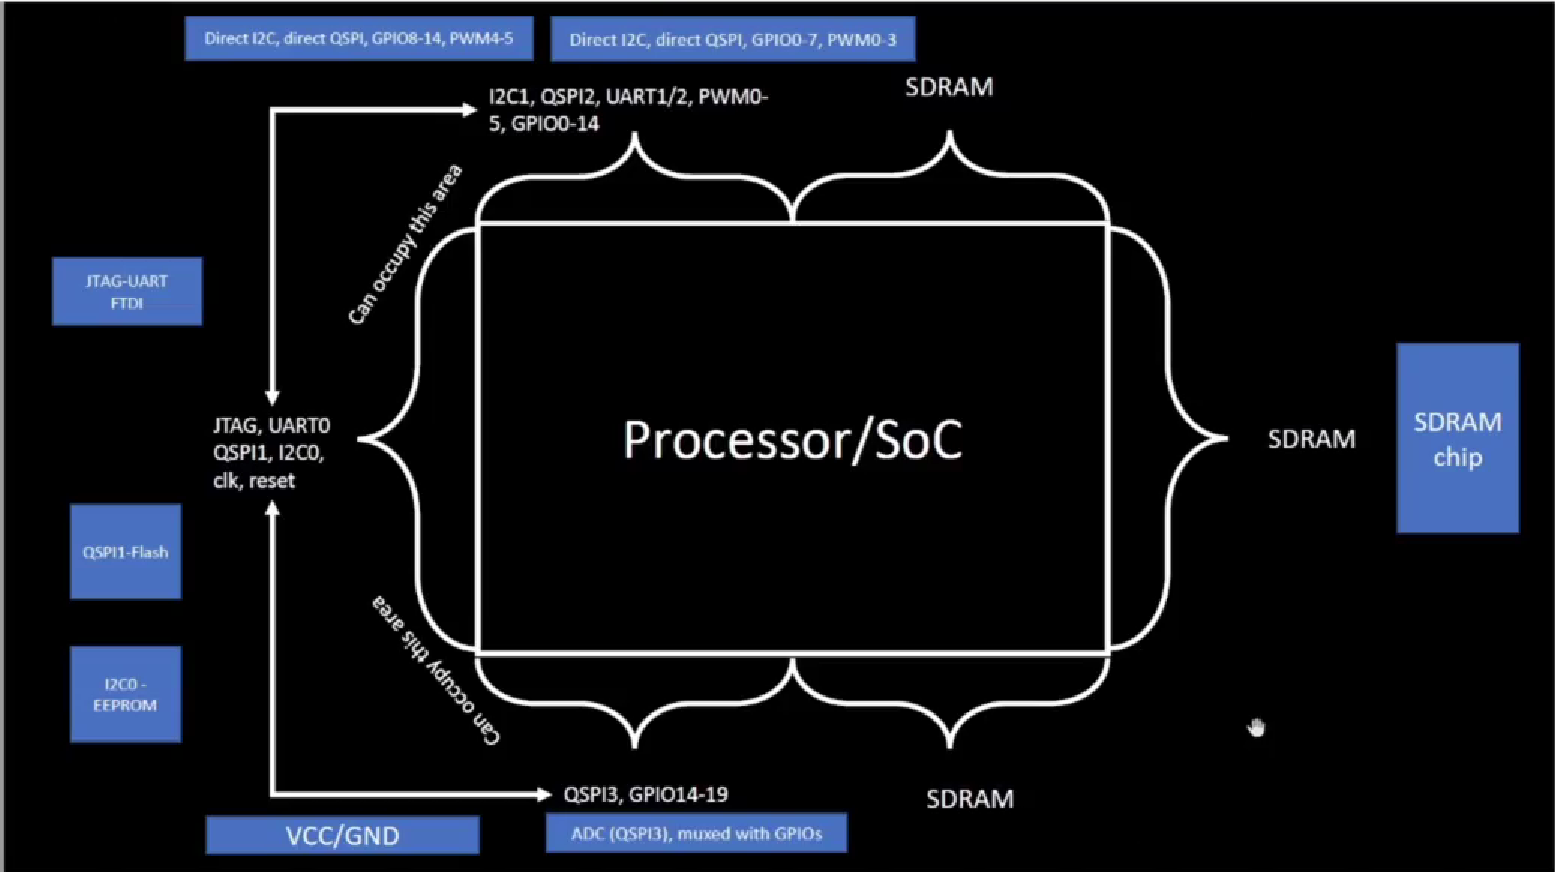 Direct I2C, direct QSPI, GPIO8-14, PWM4-5
Direct I2C, direct QSPI, GPIO0-7, PWM0-3
I2C1, QSPI2, UART1/2, PWM0-
5, GPIO0-14
SDRAM
Can occupy this area
JTAG-UART
FTDI
JTAG, UART0
QSPI1, I2C0,
clk, reset
Processor/SoC
SDRAM
SDRAM
chip
QSPI1-Flash
I2C0 -
EEPROM
Can occupy this area
QSPI3, GPIO14-19
SDRAM
VCC/GND
ADC (QSPI3), muxed with GPIOs